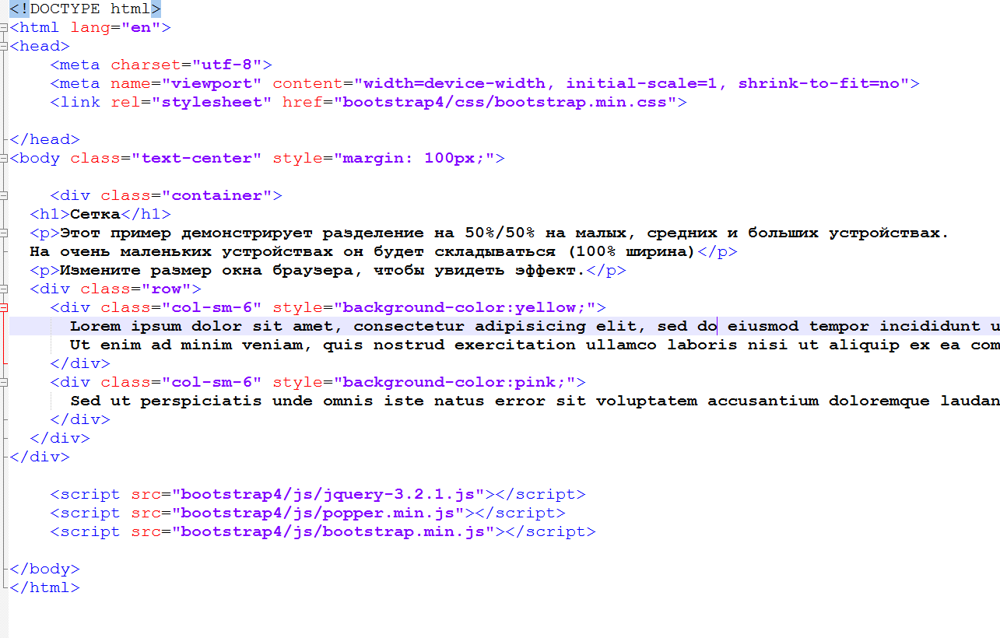 <!DOCTYPE html>
<html lang="en">
<head>
<meta charset="utf-8">
<meta name="viewport" content="width=device-width, initial-scale=1, shrink-to-fit=no">
<link rel="stylesheet" href="bootstrap4/css/bootstrap.min.css">
</head>
<body class="text-center" style="margin: 100px;">
<div class="container">
<h1>Сетка</h1>
<p>Этот пример демонстрирует разделение на 50%/50% на малых, средних и больших устройствах.
На очень маленьких устройствах он будет складываться (100% ширина)</p>
<p>Измените размер окна браузера, чтобы увидеть эффект.</p>
<div class="row">
<div class="col-sm-6" style="background-color:yellow;">
Lorem ipsum dolor sit amet, consectetur adipisicing elit, sed do eiusmod tempor incididunt u
Ut enim ad minim veniam, quis nostrud exercitation ullamco laboris nisi ut aliquip ex ea com
</div>
<div class="col-sm-6" style="background-color:pink;">
Sed ut perspiciatis unde omnis iste natus error sit voluptatem accusantium doloremque laudan
</div>
</div>
</div>
<script src="bootstrap4/js/jquery-3.2.1.js"></script>
<script src="bootstrap4/js/popper.min.js"></script>
<script src="bootstrap4/js/bootstrap.min.js"></script>
</body>
</html>